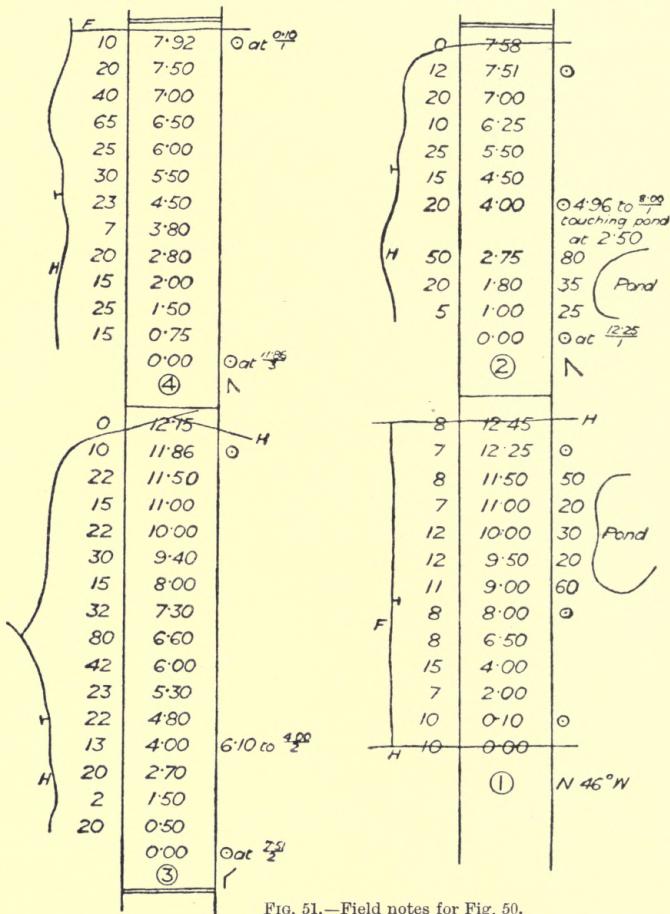 F
10 7·92 ⊙ at 0·10/1
20 7·50
40 7·00
65 6·50
25 6·00
30 5·50
23 4·50
7 3·80
20 2·80
H
15 2·00
25 1·50
15 0·75
0·00 ⊙ at 11·86/3
④
0 12·15 H
10 11·86 ⊙
22 11·50
15 11·00
22 10·00
30 9·40
15 8·00
32 7·30
80 6·60
42 6·00
23 5·30
22 4·80
13 4·00 6·10 to 4·00/2
H
20 2·70
2 1·50
20 0·50
0·00 ⊙ at 7·51/2
③
0 7·58
12 7·51 ⊙
20 7·00
10 6·25
25 5·50
15 4·50
20 4·00 ⊙ 4·96 to 8·00/1
touching pond
at 2·50
H 50 2·75 80
20 1·80 35 Pond
5 1·00 25
0·00 ⊙ at 12·25/1
②
8 12·45 H
7 12·25 ⊙
8 11·50 50
7 11·00 20
12 10·00 30 Pond
12 9·50 20
11 9·00 60
8 8·00 ⊙
F
8 6·50
15 4·00
7 2·00
10 0·10 ⊙
H 10 0·00
① N 46° W
FIG. 51.—Field notes for Fig. 50.